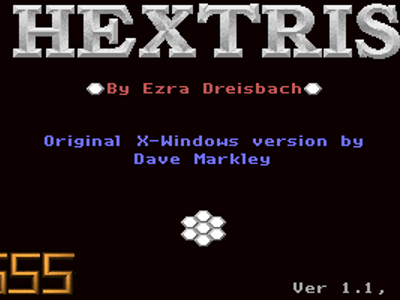 HEXTRIS
By Ezra Dreisbach
Original X-Windows version by
Dave Markley
Ver 1.1,